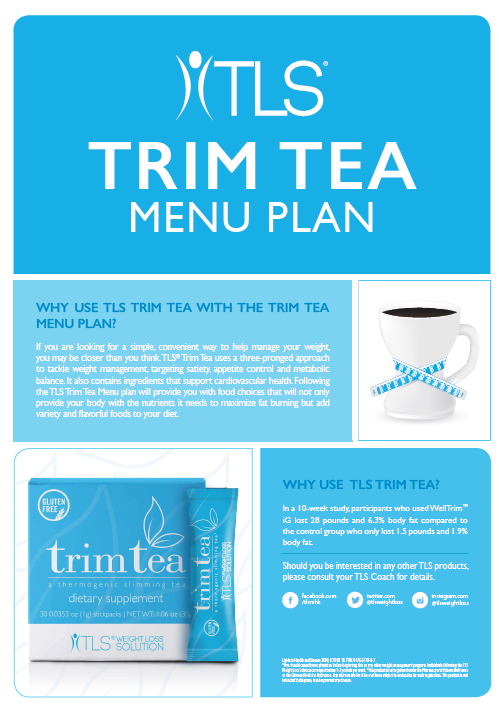 TLS®
TRIM TEA
MENU PLAN
WHY USE TLS TRIM TEA WITH THE TRIM TEA
MENU PLAN?
If you are looking for a simple, convenient way to help manage your weight,
you may be closer than you think. TLS® Trim Tea uses a three-pronged approach
to tackle weight management, targeting satiety, appetite control and metabolic
balance. It also contains ingredients that support cardiovascular health. Following
the TLS Trim Tea Menu plan will provide you with food choices that will not only
provide your body with the nutrients it needs to maximize fat burning but add
variety and flavorful foods to your diet.
GLUTEN
FREE
trim tea
a thermogenic slimming tea
dietary supplement
30 0.0353 oz (1g) stickpacks | NET WT: 1.06 oz (30
TLS® WEIGHT LOSS
SOLUTION
trim tea
a thermogenic slimming tea
TLS® WEIGHT LOSS
SOLUTION
WHY USE TLS TRIM TEA?
In a 10-week study, participants who used WellTrim™
iG lost 28 pounds and 6.3% body fat compared to
the control group who only lost 1.5 pounds and 1.9%
body fat.
Should you be interested in any other TLS products,
please consult your TLS Coach for details.
facebook.com
/tlsmhk
twitter.com
@tlsweightloss
instagram.com
@tlsweightloss